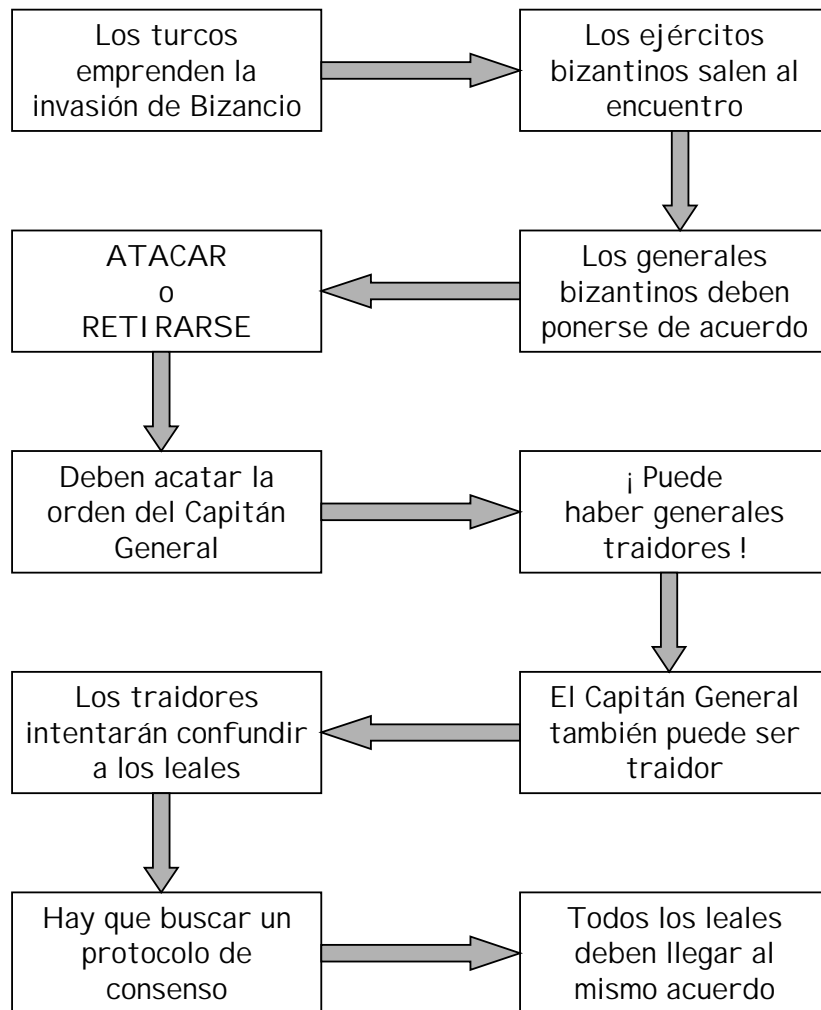 Los turcos
emprenden la
invasión de Bizancio
Los ejércitos
bizantinos salen al
encuentro
Los generales
bizantinos deben
ponerse de acuerdo
ATACAR
o
RETIRARSE
Deben acatar la
orden del Capitán
General
¡ Puede
haber generales
traidores !
El Capitán General
también puede ser
traidor
Los traidores
intentarán confundir
a los leales
Hay que buscar un
protocolo de
consenso
Todos los leales
deben llegar al
mismo acuerdo